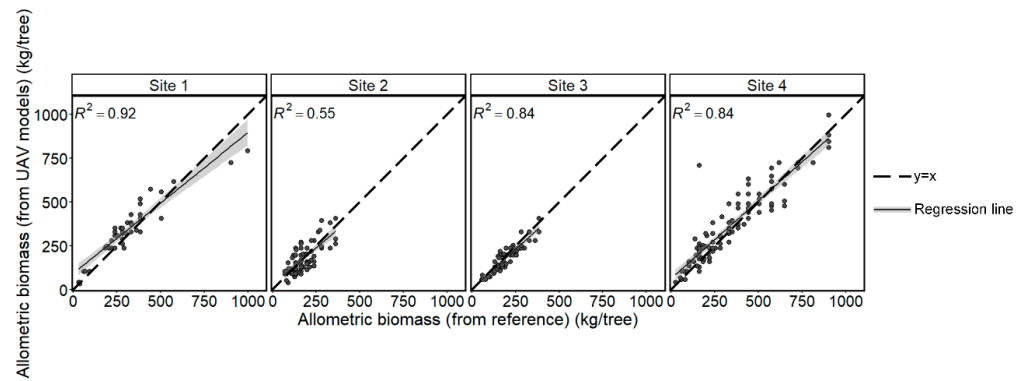 Allometric biomass (from UAV models) (kg/tree)
Site 1 Site 2 Site 3 Site 4
R² = 0.92 R² = 0.55 R² = 0.84 R² = 0.84
1000
750
500
250
0
0 250 500 750 1000 0 250 500 750 1000 0 250 500 750 1000 0 250 500 750 1000
Allometric biomass (from reference) (kg/tree)
y=x
Regression line